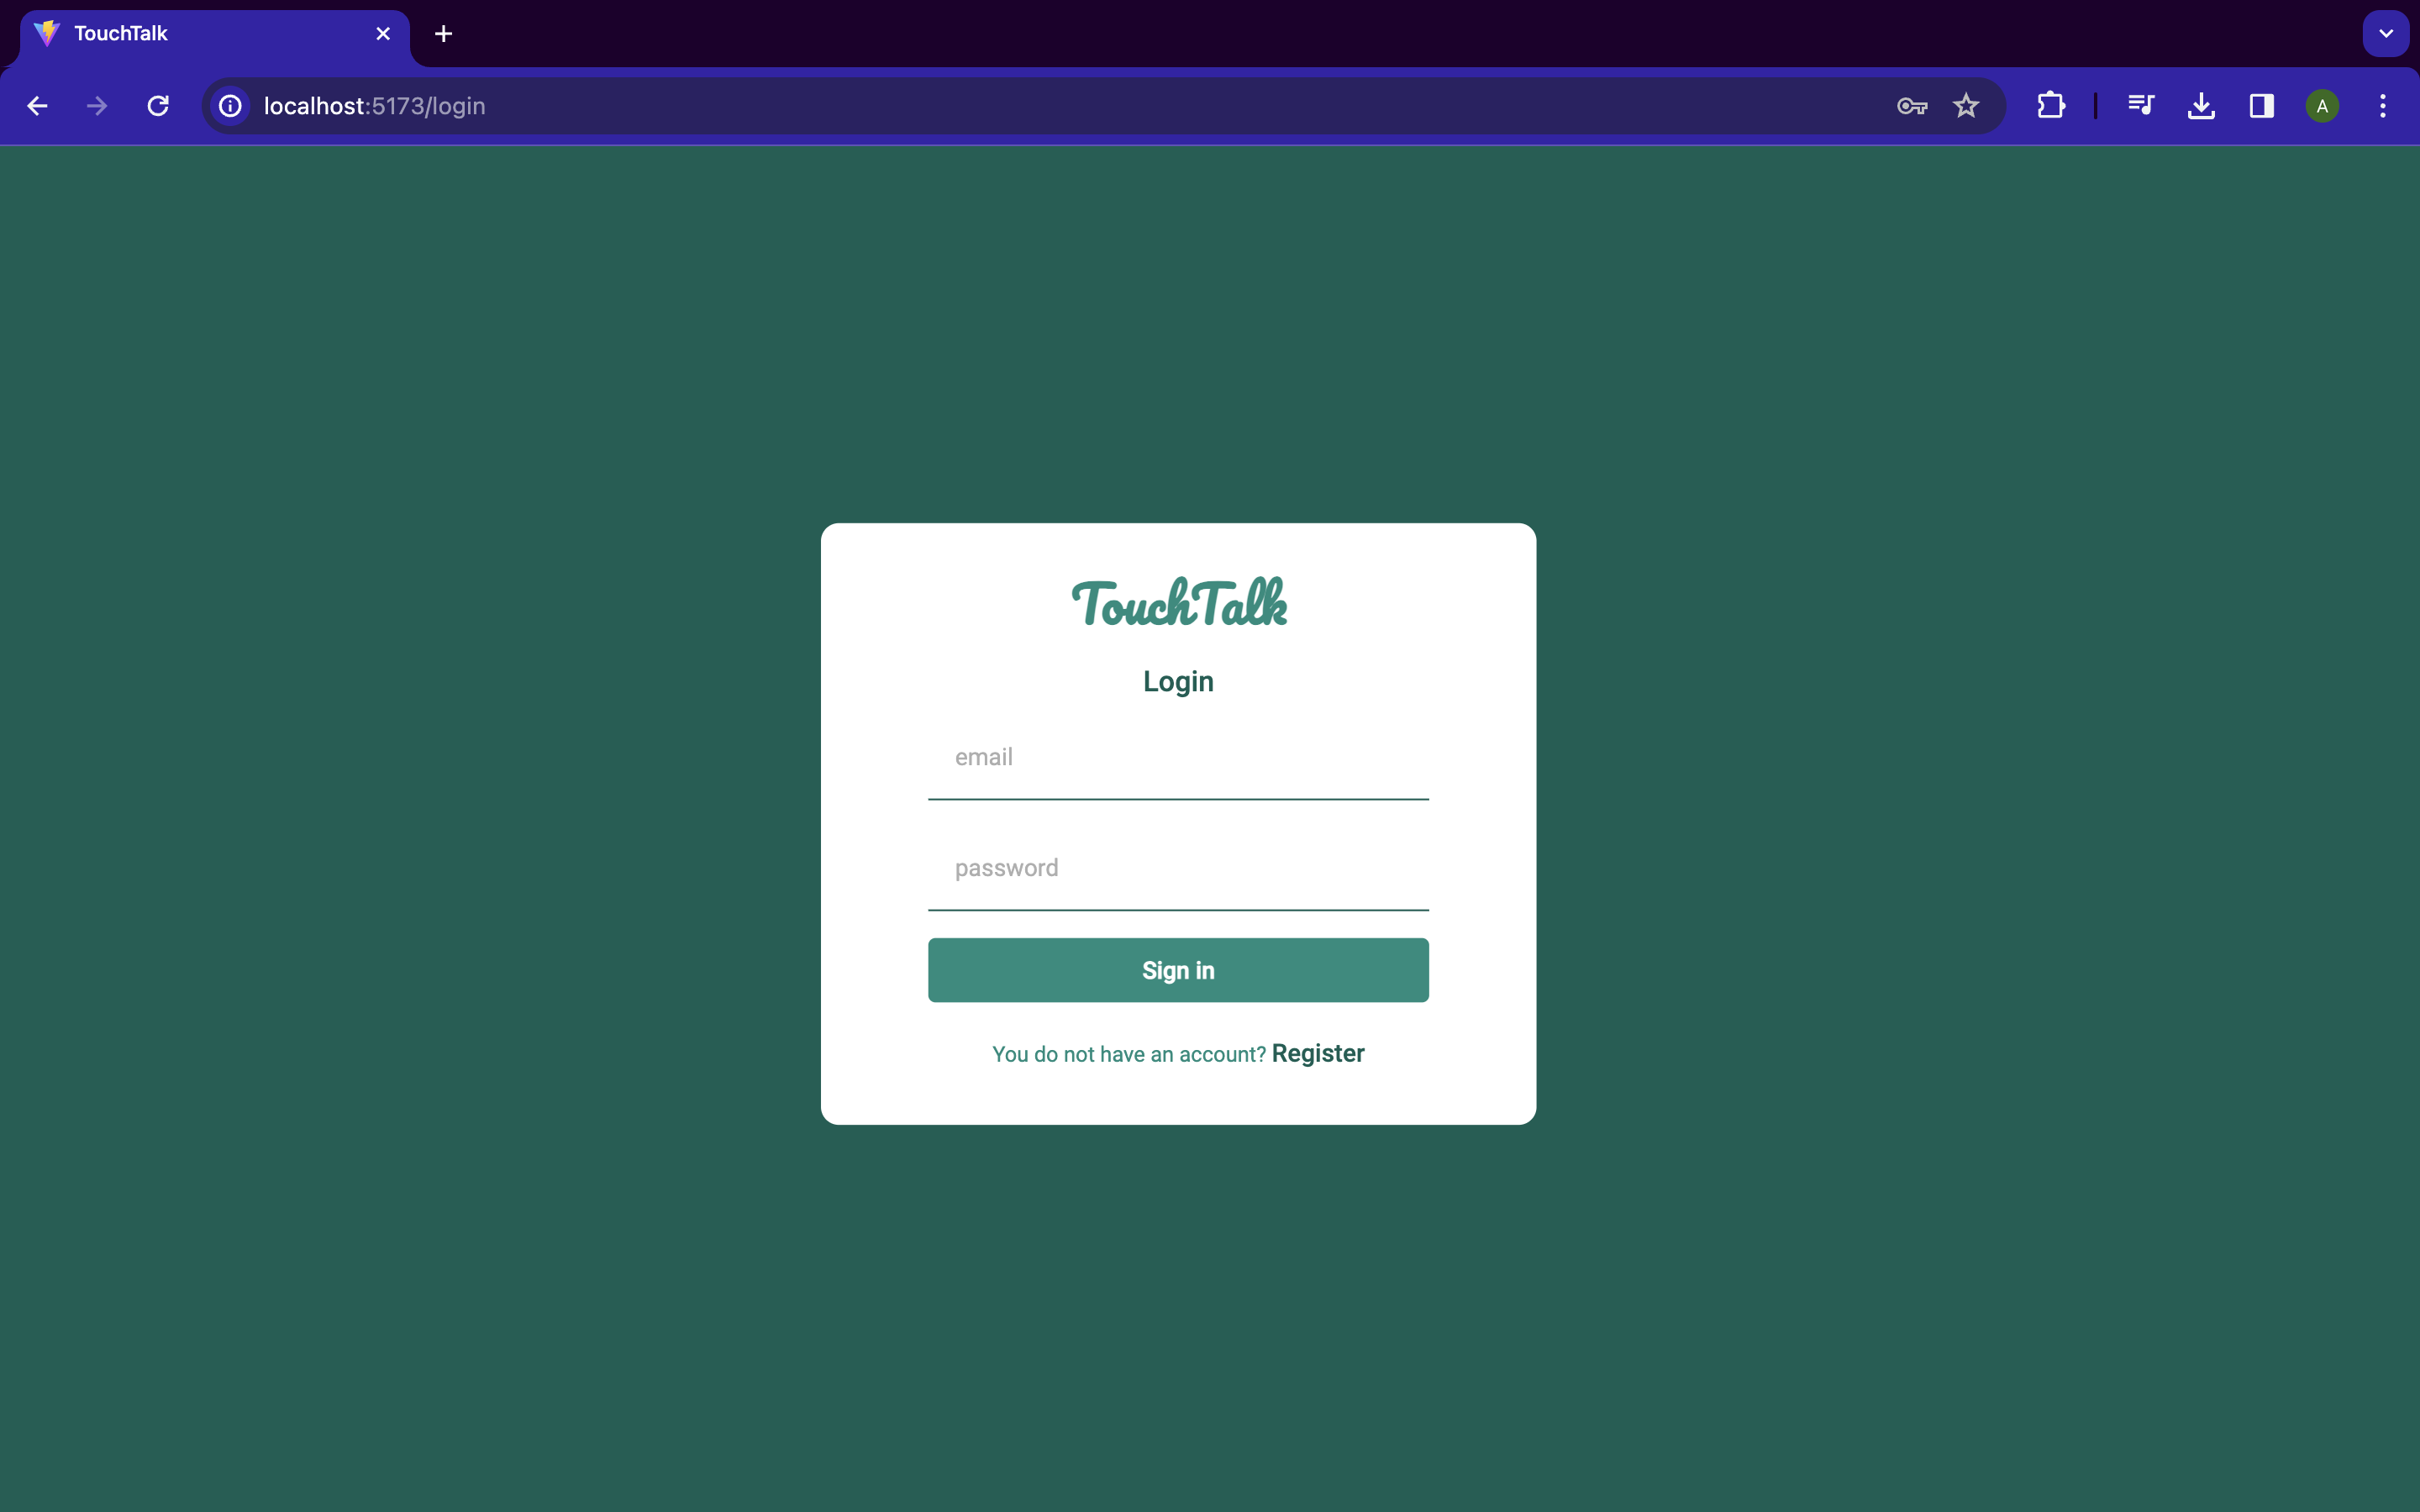 TouchTalk
localhost:5173/login
A
TouchTalk
Login
email
password
Sign in
You do not have an account? Register